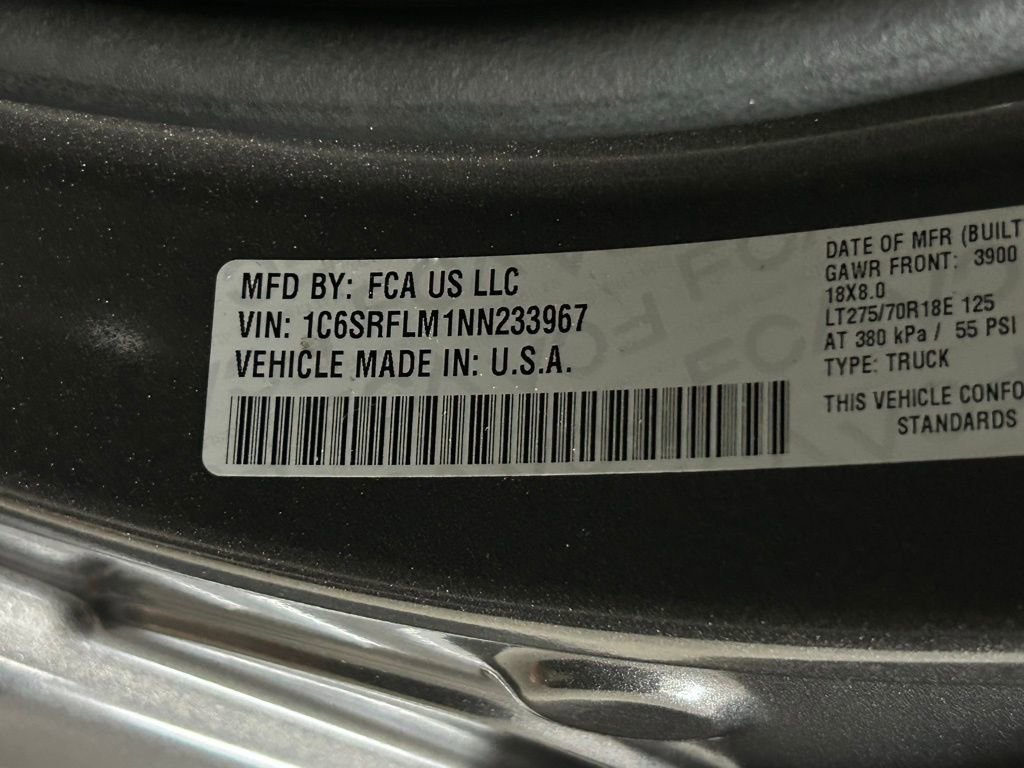 MFD BY: FCA US LLC
VIN: 1C6SRFLM1NN233967
VEHICLE MADE IN: U.S.A.
DATE OF MFR (BUILT
GAWR FRONT: 3900
18X8.0
LT275/70R18E 125
AT 380 kPa / 55 PSI
TYPE: TRUCK
THIS VEHICLE CONFO
STANDARDS